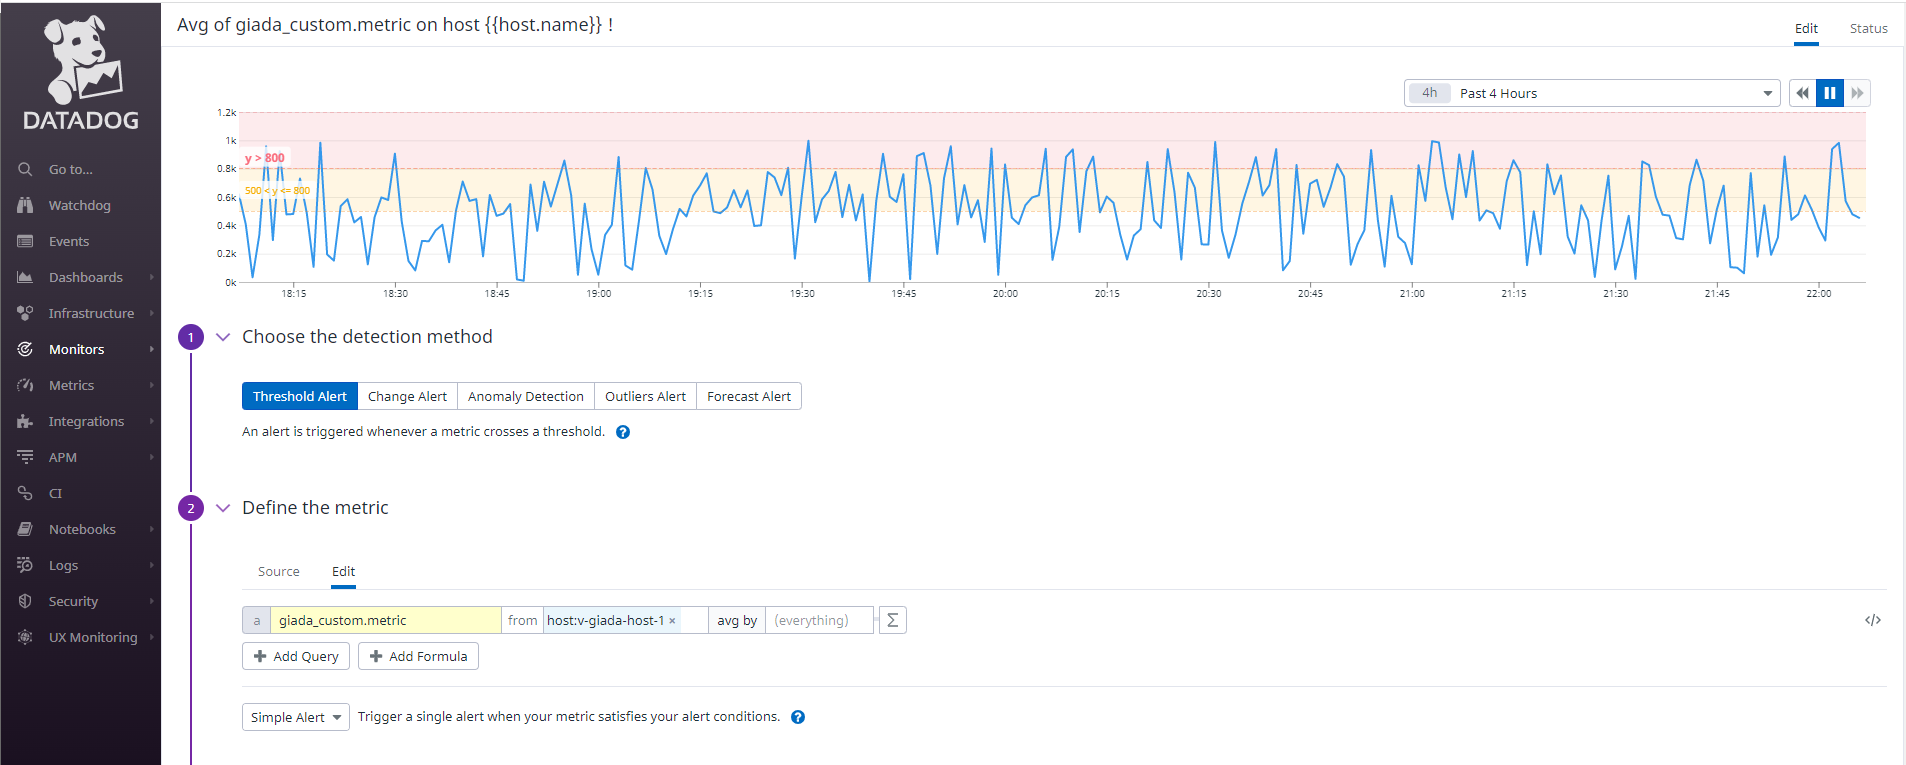 Avg of giada_custom.metric on host {{host.name}} !
Edit Status
DATADOG
Go to...
Watchdog
Events
Dashboards
Infrastructure
Monitors
Metrics
Integrations
APM
CI
Notebooks
Logs
Security
UX Monitoring
4h Past 4 Hours
1.2k
1k
y > 800
0.8k
500 < y <= 800
0.6k
0.4k
0.2k
0k
18:15 18:30 18:45 19:00 19:15 19:30 19:45 20:00 20:15 20:30 20:45 21:00 21:15 21:30 21:45 22:00
1 Choose the detection method
Threshold Alert Change Alert Anomaly Detection Outliers Alert Forecast Alert
An alert is triggered whenever a metric crosses a threshold. ?
2 Define the metric
Source Edit
a giada_custom.metric from host:v-giada-host-1 × avg by (everything) Σ </>
+ Add Query + Add Formula
Simple Alert Trigger a single alert when your metric satisfies your alert conditions. ?